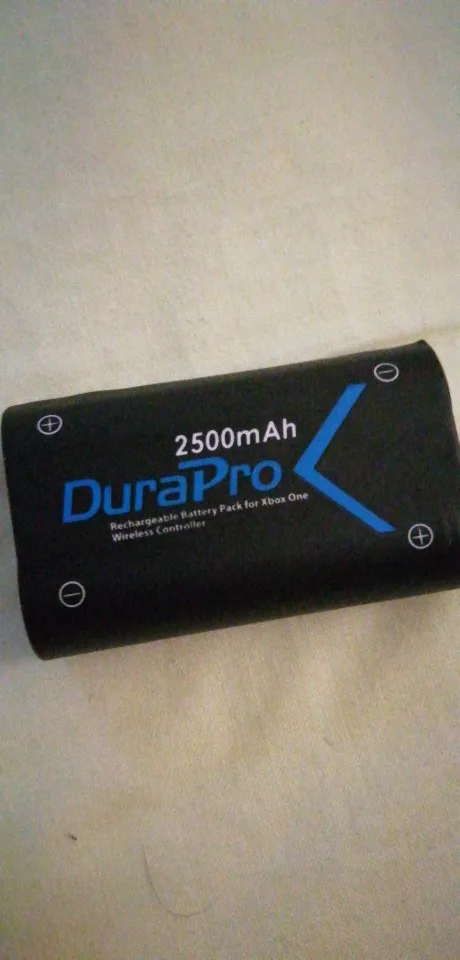 2500mAh
DuraPro
Rechargeable Battery Pack for Xbox One
Wireless Controller